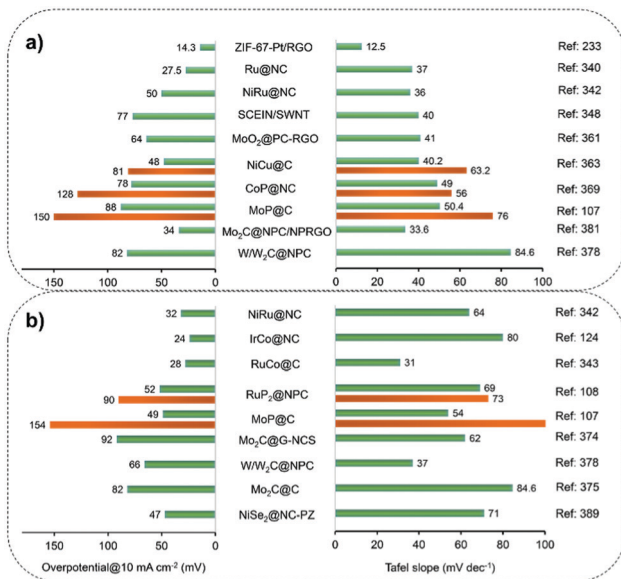 a)
14.3 ZIF-67-Pt/RGO 12.5 Ref: 233
27.5 Ru@NC 37 Ref: 340
50 NiRu@NC 36 Ref: 342
77 SCEIN/SWNT 40 Ref: 348
64 MoO₂@PC-RGO 41 Ref: 361
48 NiCu@C 40.2 Ref: 363
81 63.2
78 CoP@NC 49 Ref: 369
128 56
88 MoP@C 50.4 Ref: 107
150 76
34 Mo₂C@NPC/NPRGO 33.6 Ref: 381
82 W/W₂C@NPC 84.6 Ref: 378
150 100 50 0 0 20 40 60 80 100
b)
32 NiRu@NC 64 Ref: 342
24 IrCo@NC 80 Ref: 124
28 RuCo@C 31 Ref: 343
52 RuP₂@NPC 69 Ref: 108
90 73
49 MoP@C 54 Ref: 107
154
92 Mo₂C@G-NCS 62 Ref: 374
66 W/W₂C@NPC 37 Ref: 378
82 Mo₂C@C 84.6 Ref: 375
47 NiSe₂@NC-PZ 71 Ref: 389
150 100 50 0 0 20 40 60 80 100
Overpotential@10 mA cm⁻² (mV) Tafel slope (mV dec⁻¹)